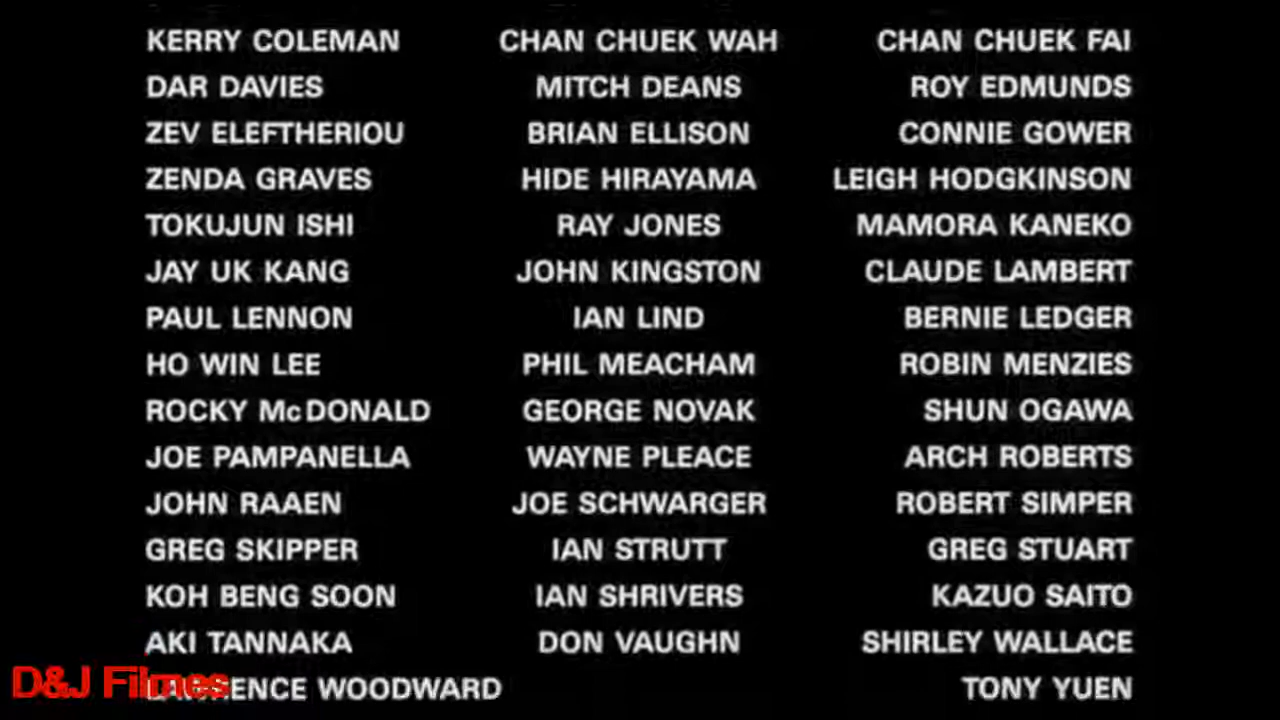 KERRY COLEMAN CHAN CHUEK WAH CHAN CHUEK FAI
DAR DAVIES MITCH DEANS ROY EDMUNDS
ZEV ELEFTHERIOU BRIAN ELLISON CONNIE GOWER
ZENDA GRAVES HIDE HIRAYAMA LEIGH HODGKINSON
TOKUJUN ISHI RAY JONES MAMORA KANEKO
JAY UK KANG JOHN KINGSTON CLAUDE LAMBERT
PAUL LENNON IAN LIND BERNIE LEDGER
HO WIN LEE PHIL MEACHAM ROBIN MENZIES
ROCKY McDONALD GEORGE NOVAK SHUN OGAWA
JOE PAMPANELLA WAYNE PLEACE ARCH ROBERTS
JOHN RAAEN JOE SCHWARGER ROBERT SIMPER
GREG SKIPPER IAN STRUTT GREG STUART
KOH BENG SOON IAN SHRIVERS KAZUO SAITO
AKI TANNAKA DON VAUGHN SHIRLEY WALLACE
LAWRENCE WOODWARD TONY YUEN
D&J Filmes